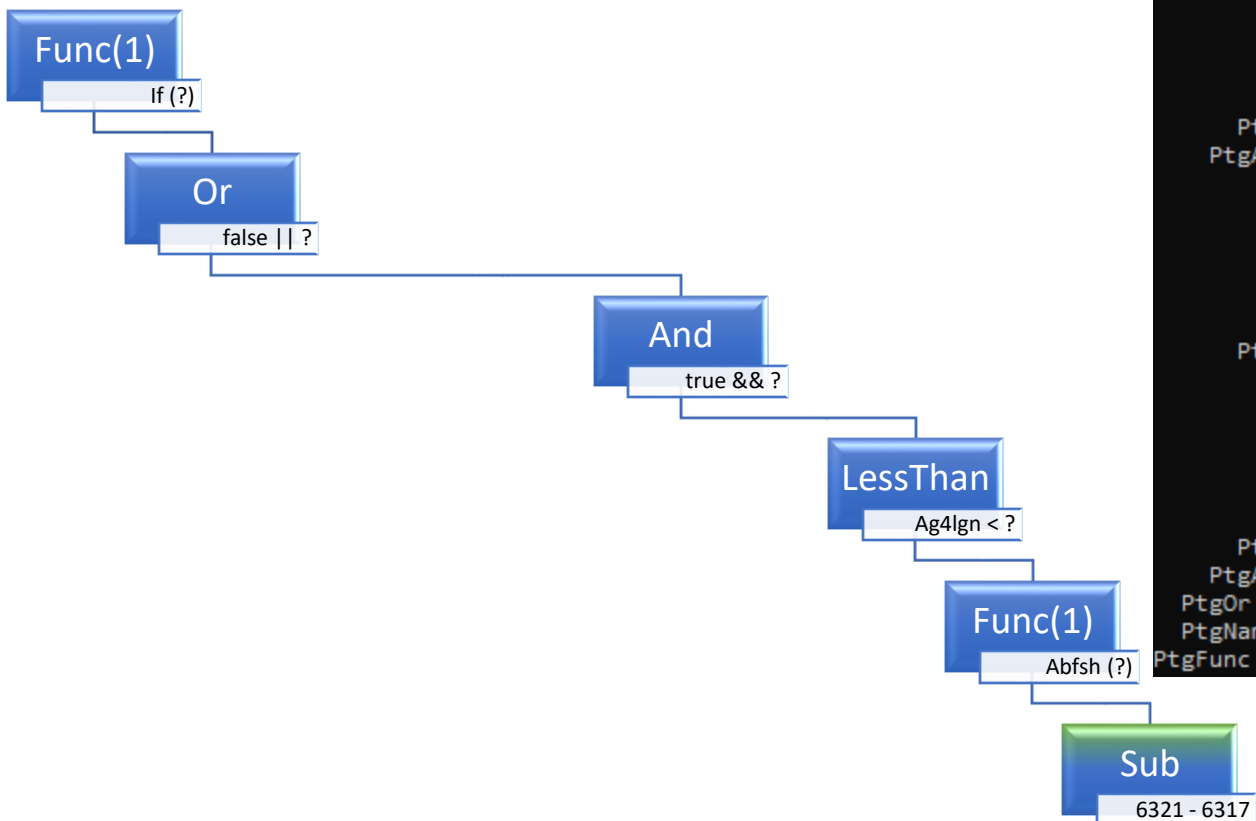 Func(1)
If (?)
Or
false || ?
And
true && ?
LessThan
Ag4lgn < ?
Func(1)
Abfsh (?)
Sub
6321 - 6317
PtgOr
PtgFunc